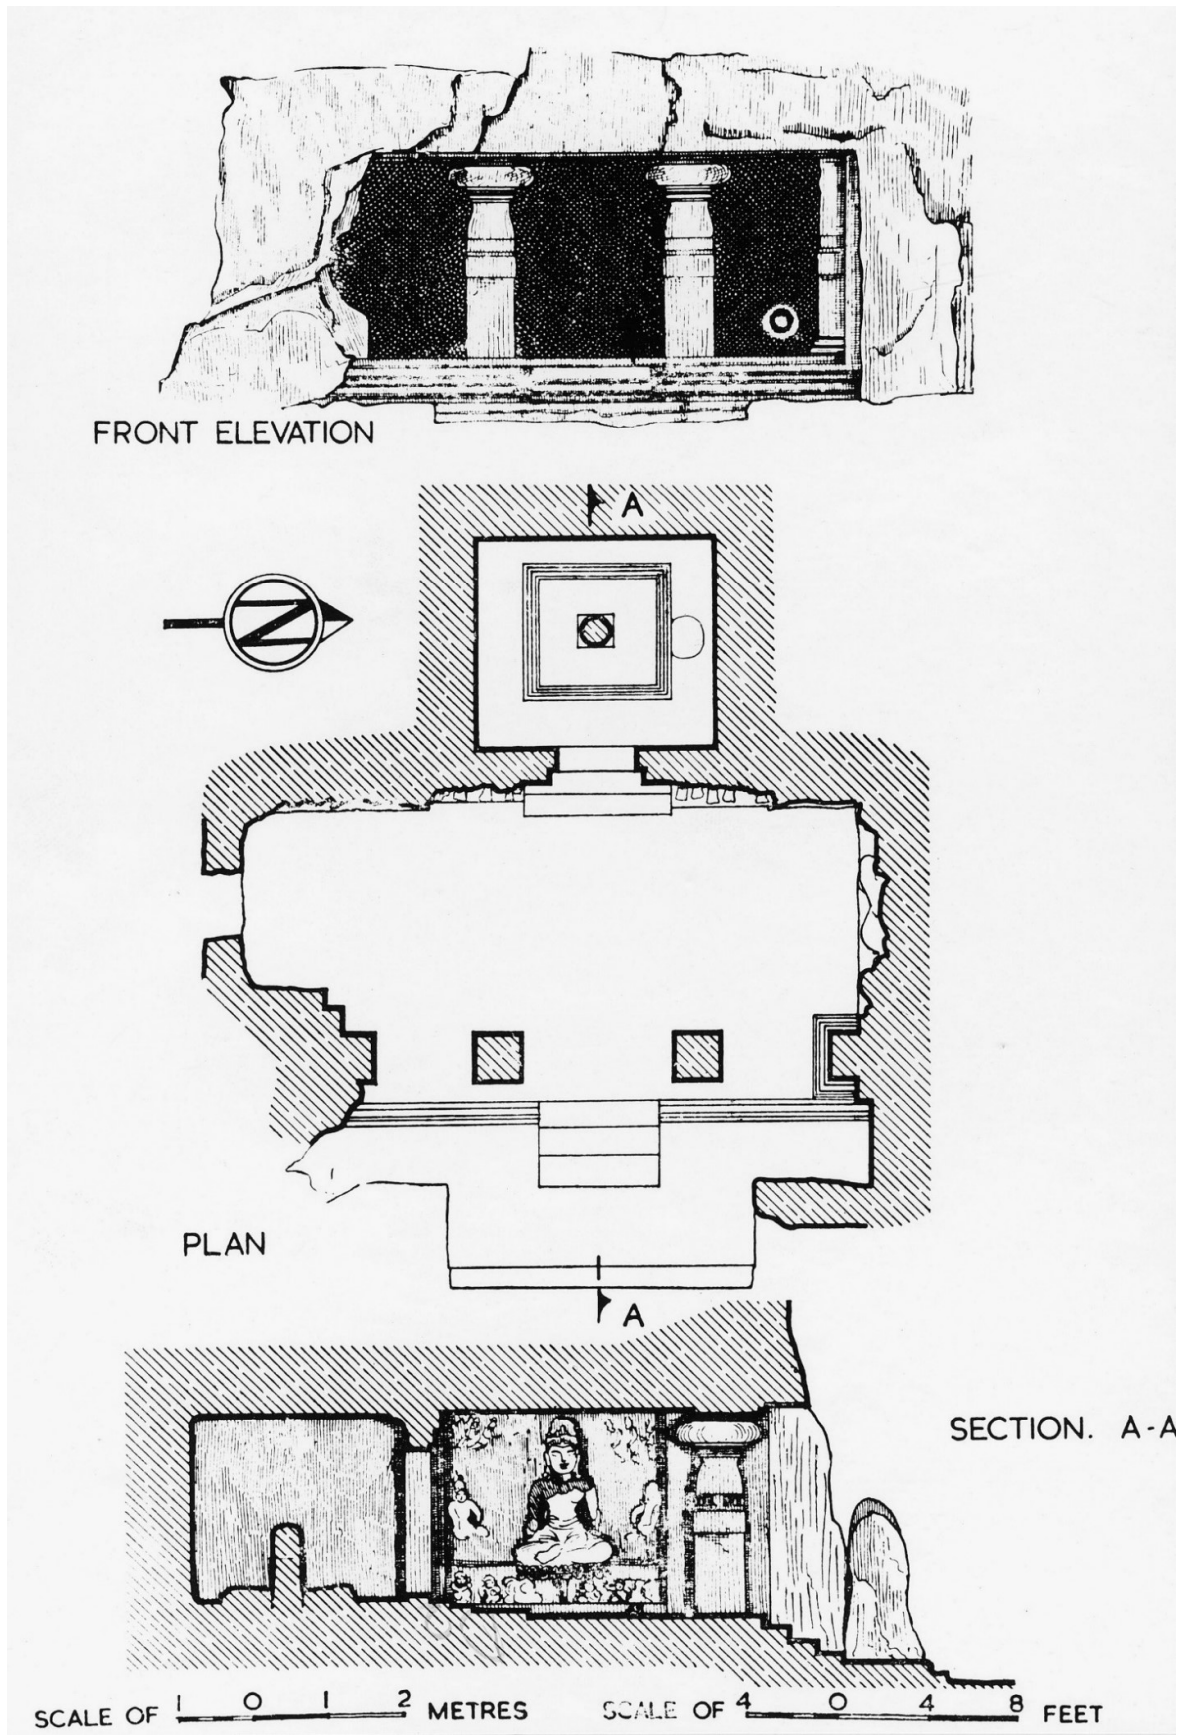 FRONT ELEVATION
A
N
PLAN
A
SECTION. A-A
SCALE OF 1 0 1 2 METRES SCALE OF 4 0 4 8 FEET